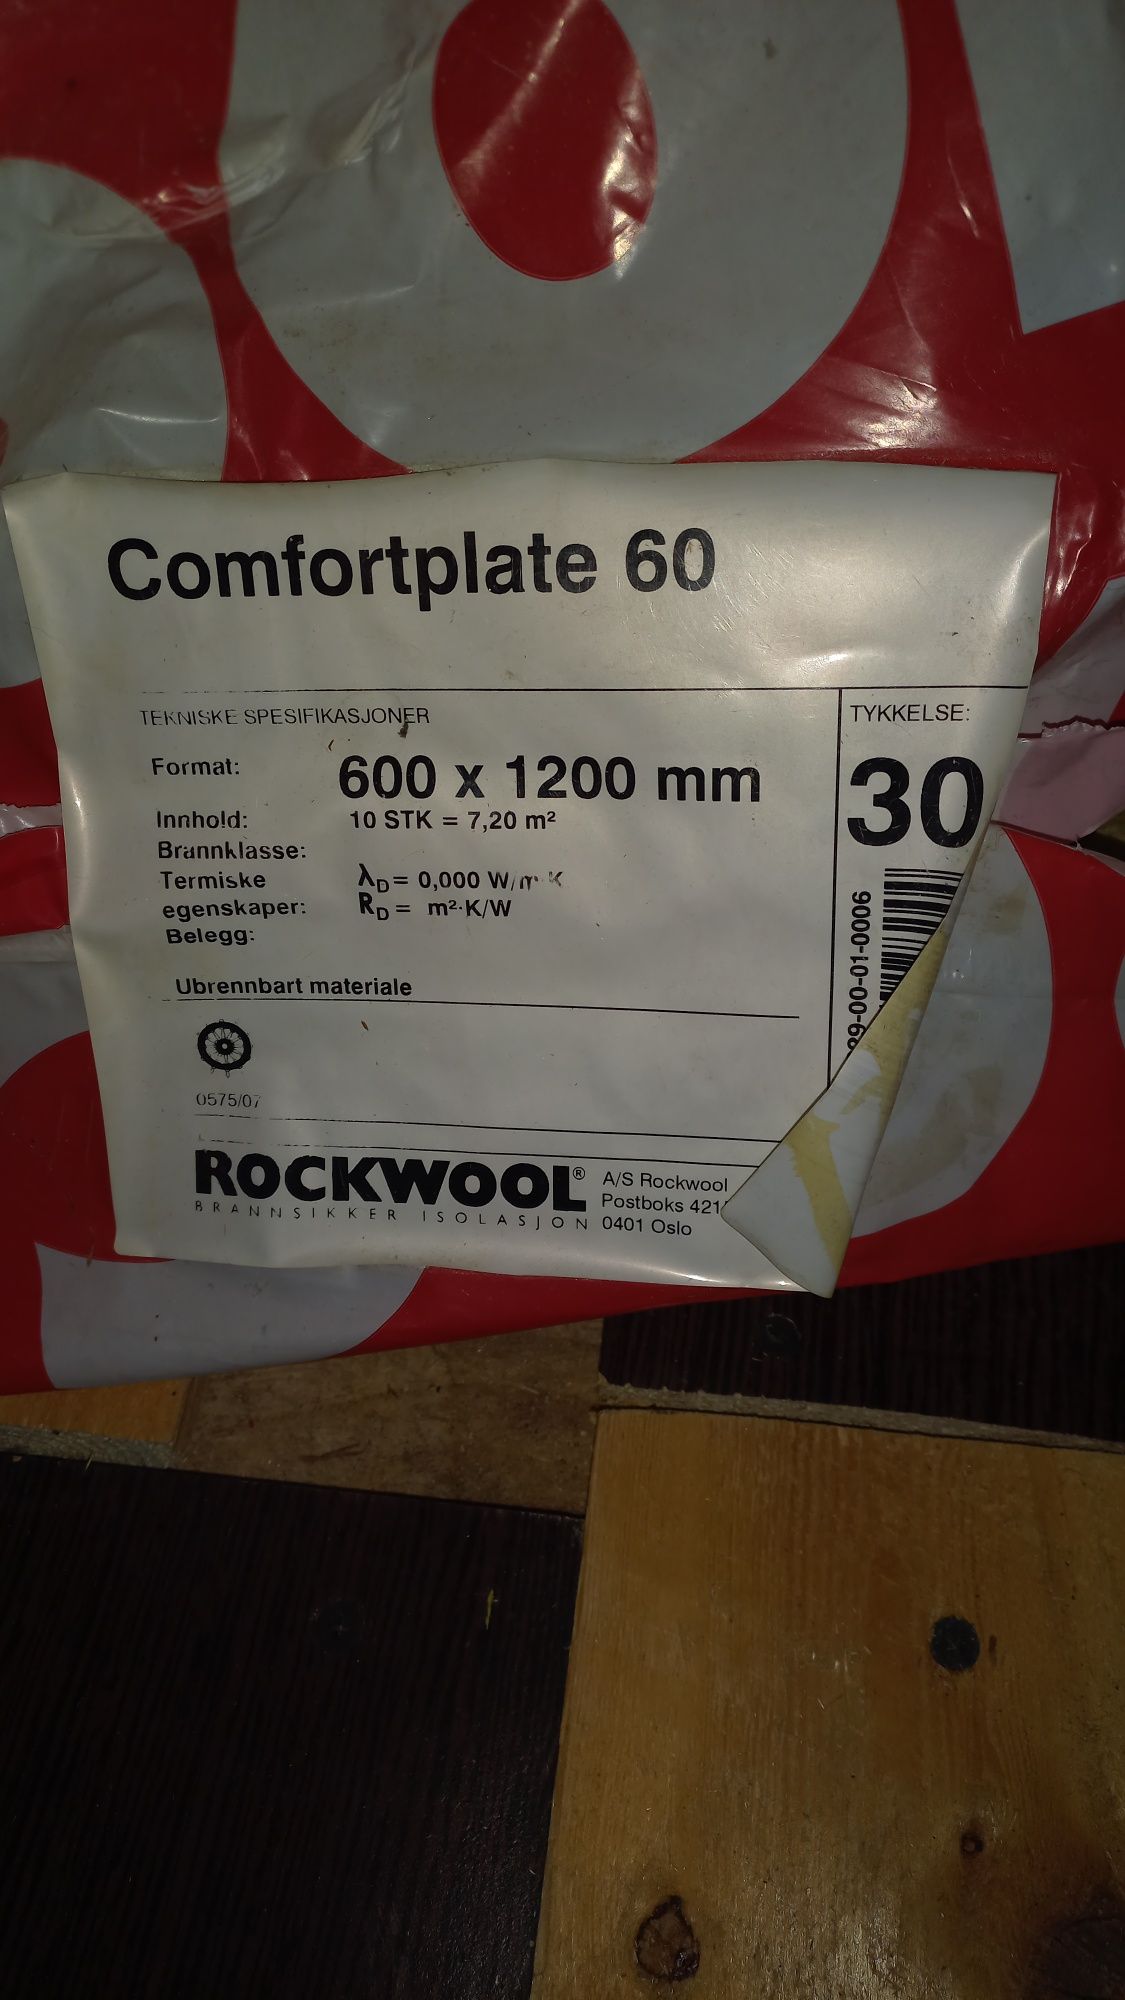 Comfortplate 60
TEKNISKE SPESIFIKASJONER
Format: 600 x 1200 mm
Innhold: 10 STK = 7,20 m²
Brannklasse:
Termiske λD= 0,000 W/m·K
egenskaper: RD= m²·K/W
Belegg:
Ubrennbart materiale
0575/07
TYKKELSE:
30
ROCKWOOL®
BRANNSIKKER ISOLASJON
A/S Rockwool
Postboks
0401 Oslo